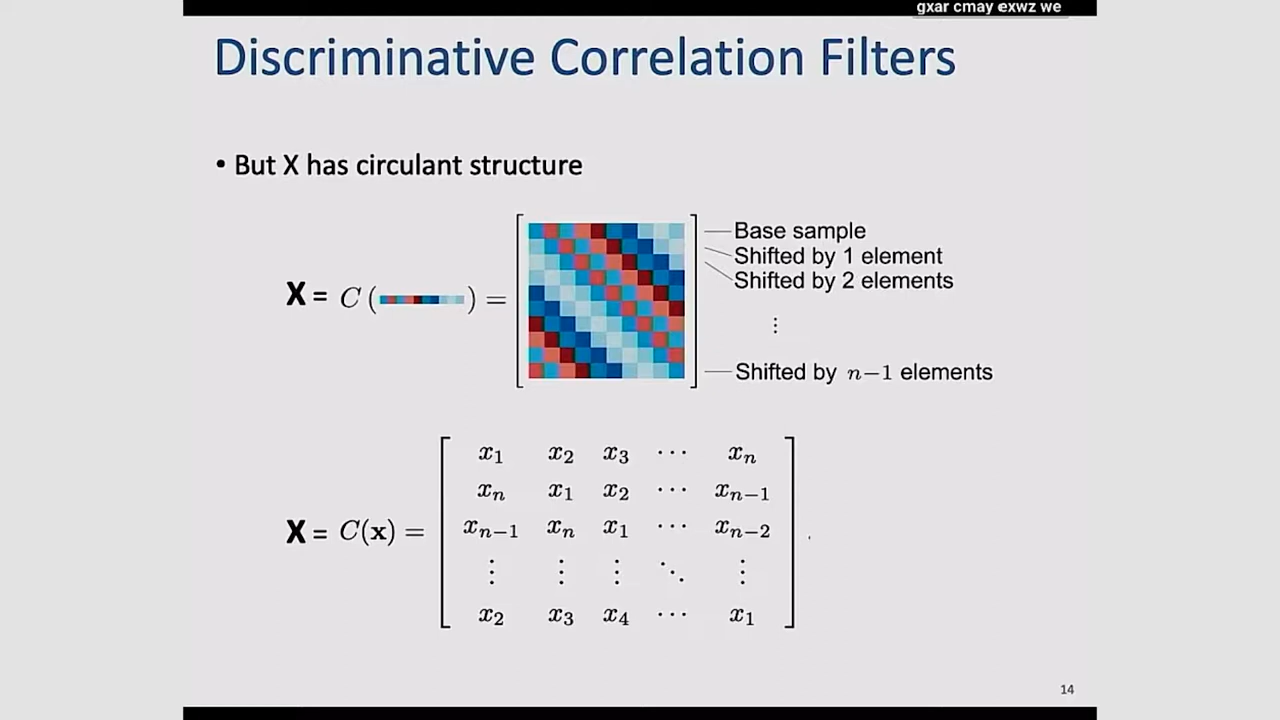 gxar cmay exwz we
Discriminative Correlation Filters
• But X has circulant structure
X = C ( ) =
Base sample
Shifted by 1 element
Shifted by 2 elements
⋮
Shifted by n−1 elements
X = C(x) =
x₁ x₂ x₃ ⋯ xₙ
xₙ x₁ x₂ ⋯ xₙ₋₁
xₙ₋₁ xₙ x₁ ⋯ xₙ₋₂
⋮ ⋮ ⋮ ⋱ ⋮
x₂ x₃ x₄ ⋯ x₁
.
14